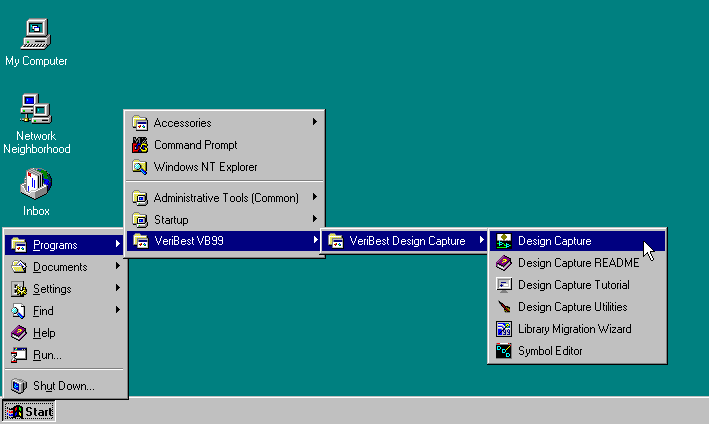 My Computer
Network
Neighborhood
Inbox
Programs
Documents
Settings
Find
Help
Run...
Shut Down...
Start
Accessories
Command Prompt
Windows NT Explorer
Administrative Tools (Common)
Startup
VeriBest VB99
VeriBest Design Capture
Design Capture
Design Capture README
Design Capture Tutorial
Design Capture Utilities
Library Migration Wizard
Symbol Editor